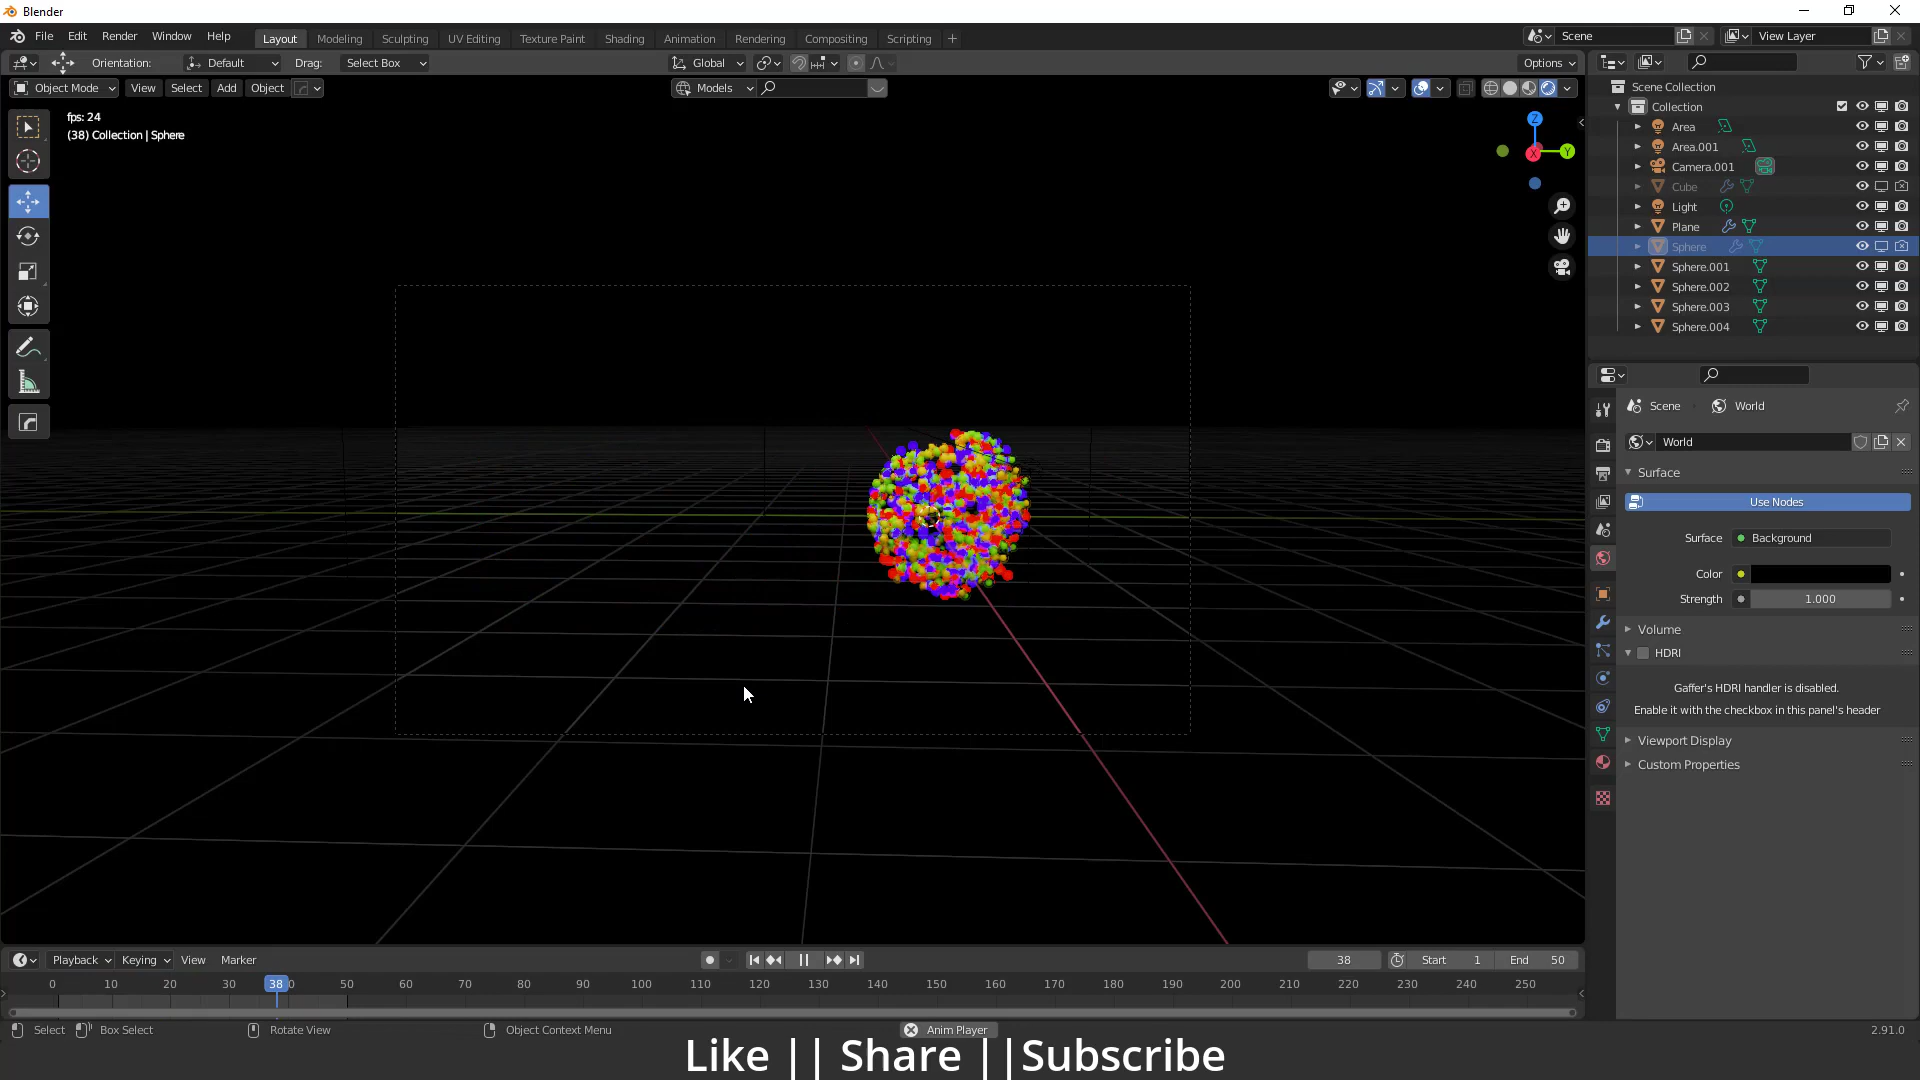 Blender
File Edit Render Window Help
Layout Modeling Sculpting UV Editing Texture Paint Shading Animation Rendering Compositing Scripting +
Scene
View Layer
Orientation: Default Drag: Select Box
Global
Options
Object Mode View Select Add Object
Models
fps: 24
(38) Collection | Sphere
Z
X
Y
Scene Collection
Collection
Area
Area.001
Camera.001
Cube
Light
Plane
Sphere
Sphere.001
Sphere.002
Sphere.003
Sphere.004
Scene World
World
Surface
Use Nodes
Surface Background
Color
Strength 1.000
Volume
HDRI
Gaffer's HDRI handler is disabled.
Enable it with the checkbox in this panel's header
Viewport Display
Custom Properties
Playback Keying View Marker
38 Start 1 End 50
0 10 20 30 38 0 50 60 70 80 90 100 110 120 130 140 150 160 170 180 190 200 210 220 230 240 250
Select Box Select Rotate View Object Context Menu Anim Player 2.91.0
Like || Share ||Subscribe